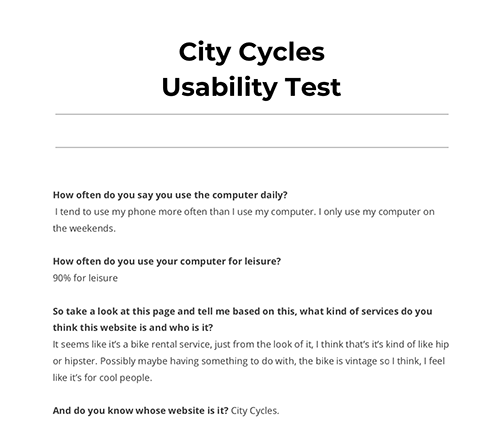 City Cycles
Usability Test
How often do you say you use the computer daily?
I tend to use my phone more often than I use my computer. I only use my computer on
the weekends.
How often do you use your computer for leisure?
90% for leisure
So take a look at this page and tell me based on this, what kind of services do you
think this website is and who is it?
It seems like it’s a bike rental service, just from the look of it, I think that’s it’s kind of like hip
or hipster. Possibly maybe having something to do with, the bike is vintage so I think, I feel
like it’s for cool people.
And do you know whose website is it? City Cycles.